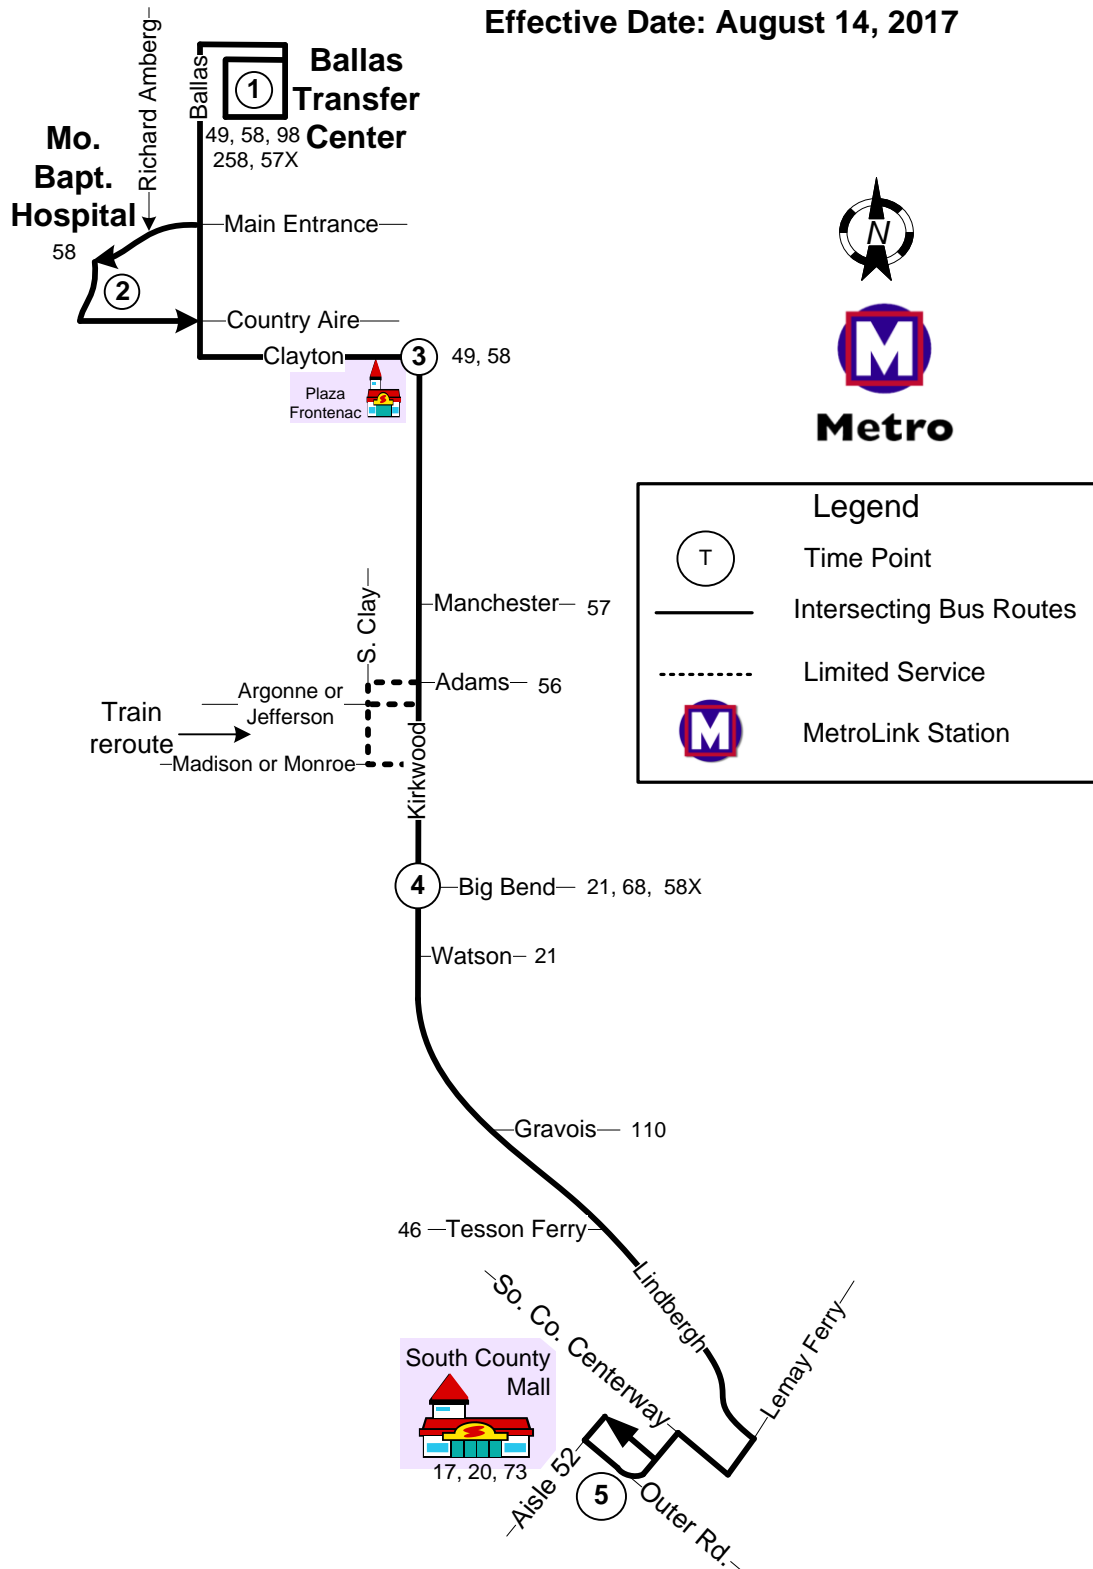 Effective Date: August 14, 2017
Richard Amberg
Ballas
1
Ballas
Transfer
Center
49, 58, 98
258, 57X
Mo.
Bapt.
Hospital
58
Main Entrance
2
Country Aire
Clayton
3
49, 58
Plaza
Frontenac
N
M
Metro
Legend
T
Time Point
Intersecting Bus Routes
Limited Service
M
MetroLink Station
S. Clay
Manchester
57
Adams
56
Argonne or
Jefferson
Train
reroute
Madison or Monroe
Kirkwood
4
Big Bend
21, 68, 58X
Watson
21
Gravois
110
46
Tesson Ferry
Lindbergh
So. Co. Centerway
Lemay Ferry
South County
Mall
17, 20, 73
Aisle 52
5
Outer Rd.